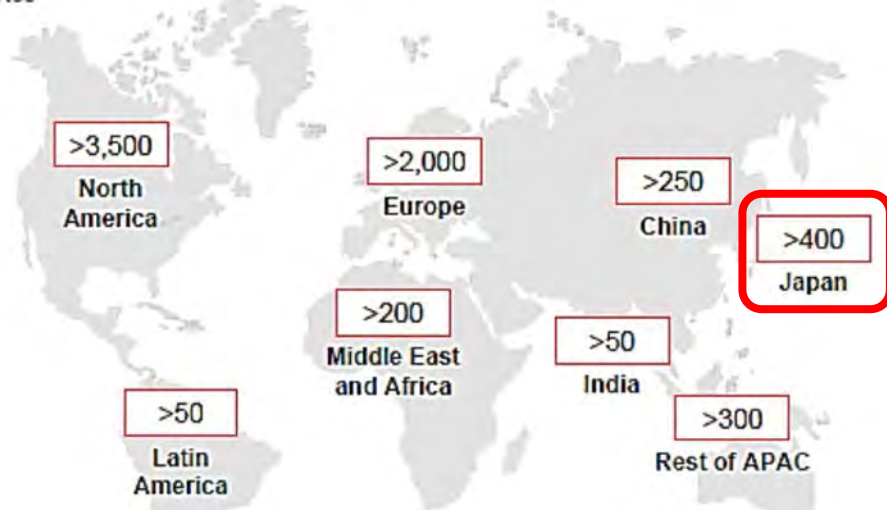 >3,500
North
America
>2,000
Europe
>250
China
>400
Japan
>200
Middle East
and Africa
>50
India
>50
Latin
America
>300
Rest of APAC